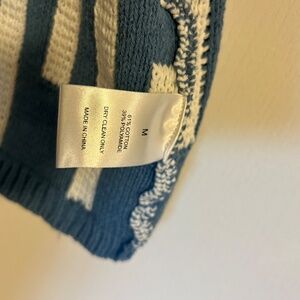 M
61% COTTON
39% POLYAMIDE
DRY CLEAN ONLY
MADE IN CHINA